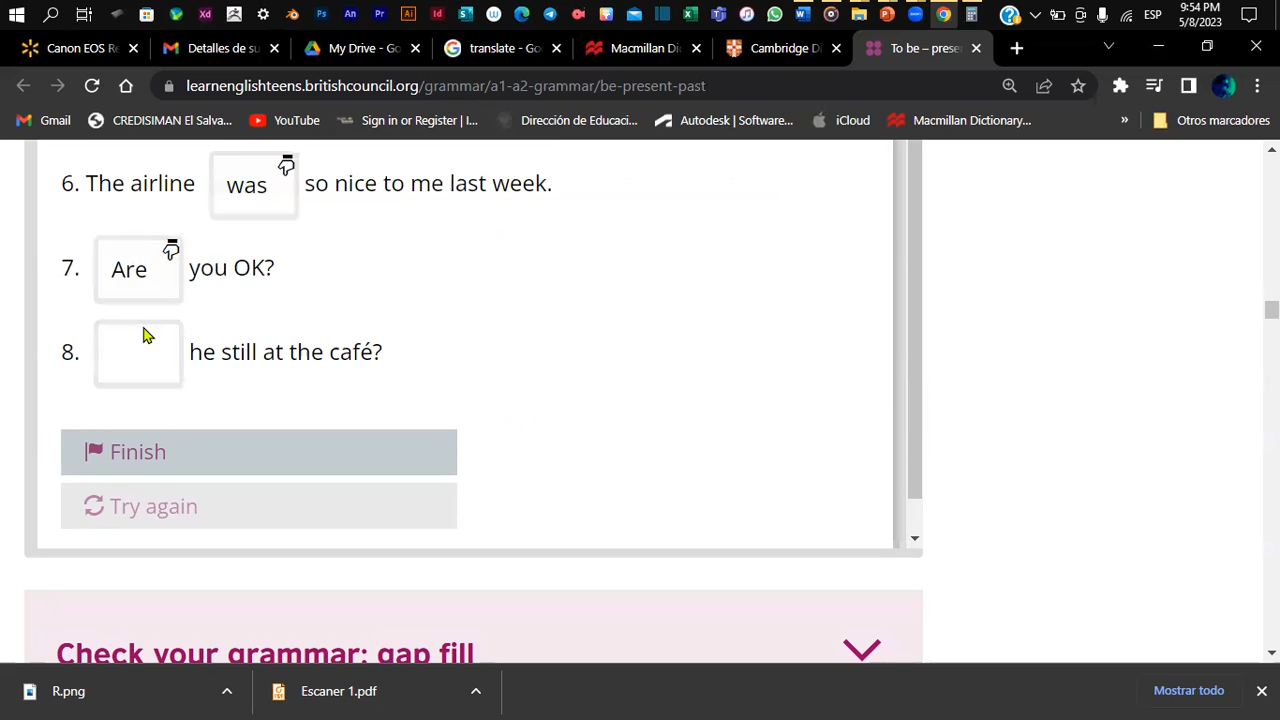 ESP
9:54 PM
5/8/2023
Canon EOS Re
Detalles de su
My Drive - Go
translate - Goo
Macmillan Dic
Cambridge Di
To be – prese
learnenglishteens.britishcouncil.org/grammar/a1-a2-grammar/be-present-past
Gmail
CREDISIMAN El Salva...
YouTube
Sign in or Register | I...
Dirección de Educaci...
Autodesk | Software...
iCloud
Macmillan Dictionary...
»
Otros marcadores
6. The airline was so nice to me last week.
7. Are you OK?
8. he still at the café?
Finish
Try again
Check your grammar: gap fill
R.png
Escaner 1.pdf
Mostrar todo